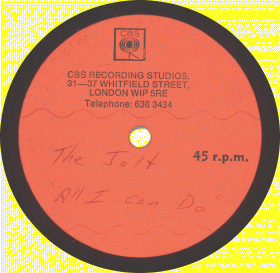 CBS
CBS RECORDING STUDIOS,
31—37 WHITFIELD STREET,
LONDON W1P 5RE
Telephone: 636 3434
The Jolt
45 r.p.m.
"All I Can Do"